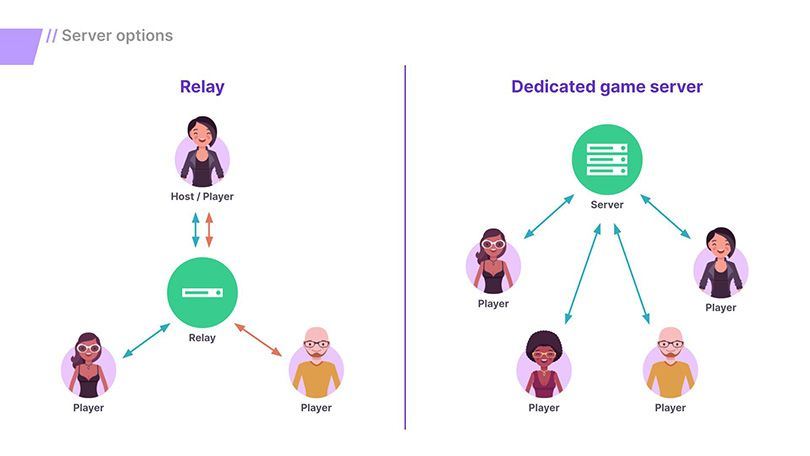 // Server options
Relay
Host / Player
Relay
Player
Player
Dedicated game server
Server
Player
Player
Player
Player